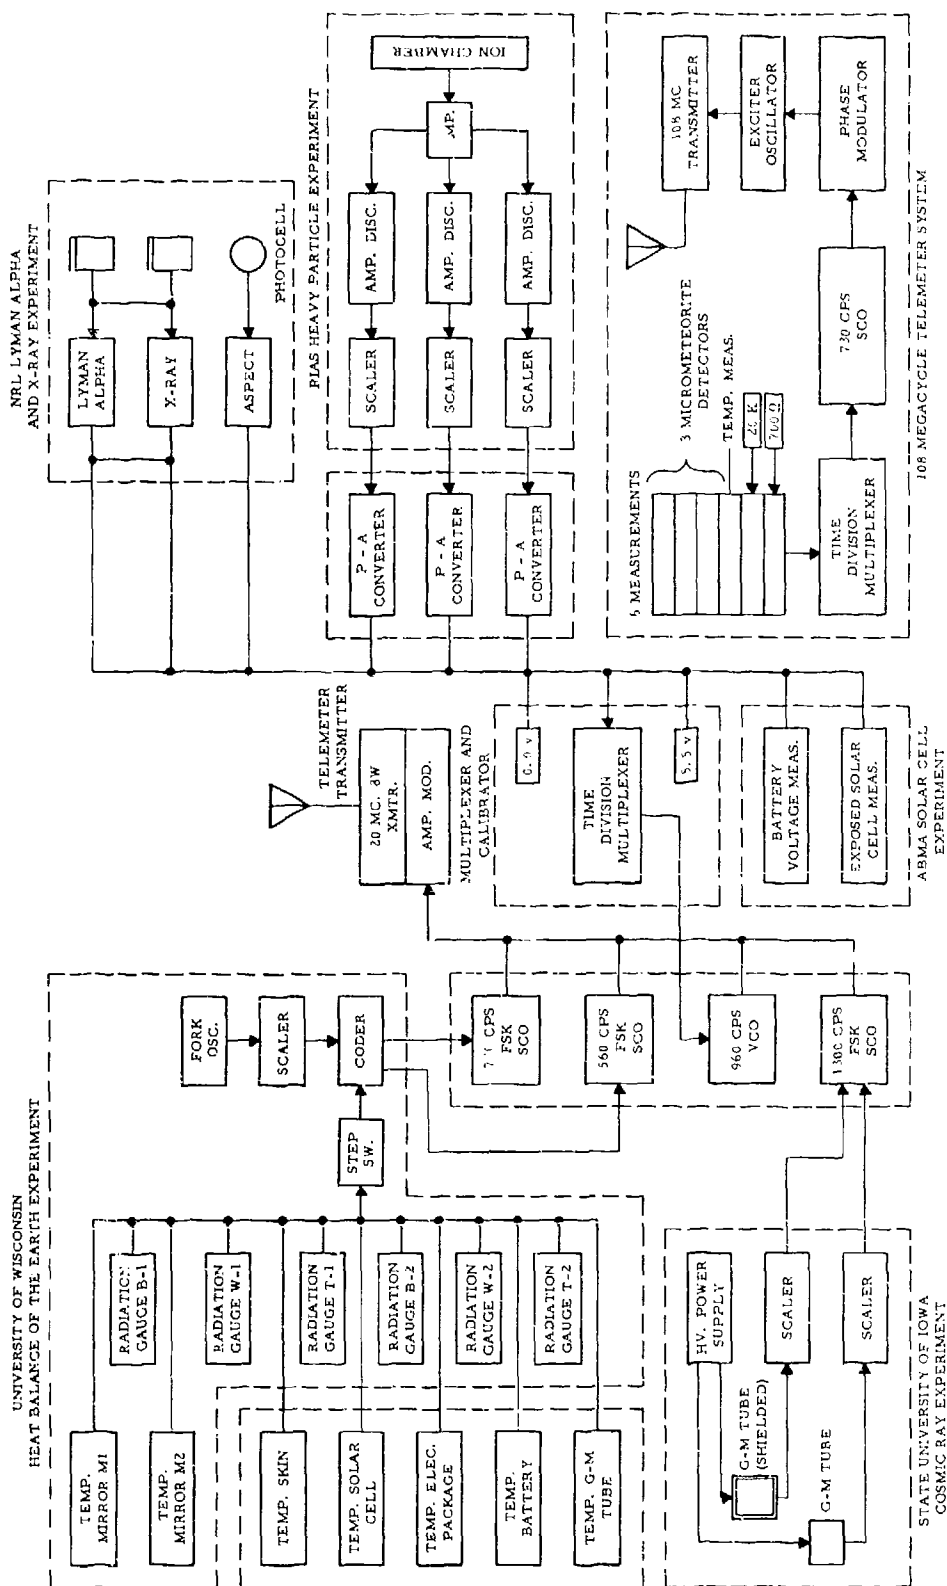 UNIVERSITY OF WISCONSIN
HEAT BALANCE OF THE EARTH EXPERIMENT
TEMP.
MIRROR M1
TEMP.
MIRROR M2
RADIATION
GAUGE B-1
RADIATION
GAUGE W-1
RADIATION
GAUGE T-1
RADIATION
GAUGE B-2
RADIATION
GAUGE W-2
RADIATION
GAUGE T-2
TEMP. SKIN
TEMP. SOLAR
CELL
TEMP. ELEC.
PACKAGE
TEMP.
BATTERY
TEMP. G-M
TUBE
STEP
SW.
FORK
OSC.
SCALER
CODER
CPS
FSK
SCO
560 CPS
FSK
SCO
960 CPS
VCO
1300 CPS
FSK
SCO
HV. POWER
SUPPLY
G-M TUBE
(SHIELDED)
G-M TUBE
SCALER
SCALER
STATE UNIVERSITY OF IOWA
COSMIC RAY EXPERIMENT
TELEMETER
TRANSMITTER
20 MC.
XMTR.
AMP. MOD.
MULTIPLEXER AND
CALIBRATOR
TIME
DIVISION
MULTIPLEXER
BATTERY
VOLTAGE MEAS.
EXPOSED SOLAR
CELL MEAS.
ABMA SOLAR CELL
EXPERIMENT
NRL LYMAN ALPHA
AND X-RAY EXPERIMENT
LYMAN
ALPHA
X-RAY
ASPECT
PHOTOCELL
RIAS HEAVY PARTICLE EXPERIMENT
ION CHAMBER
AMP. DISC.
AMP. DISC.
AMP. DISC.
SCALER
SCALER
SCALER
P - A
CONVERTER
P - A
CONVERTER
P - A
CONVERTER
6 MEASUREMENTS
3 MICROMETEORITE
DETECTORS
TEMP. MEAS.
700 Ω
TIME
DIVISION
MULTIPLEXER
730 CPS
SCO
PHASE
MODULATOR
EXCITER
OSCILLATOR
108 MC
TRANSMITTER
108 MEGACYCLE TELEMETER SYSTEM